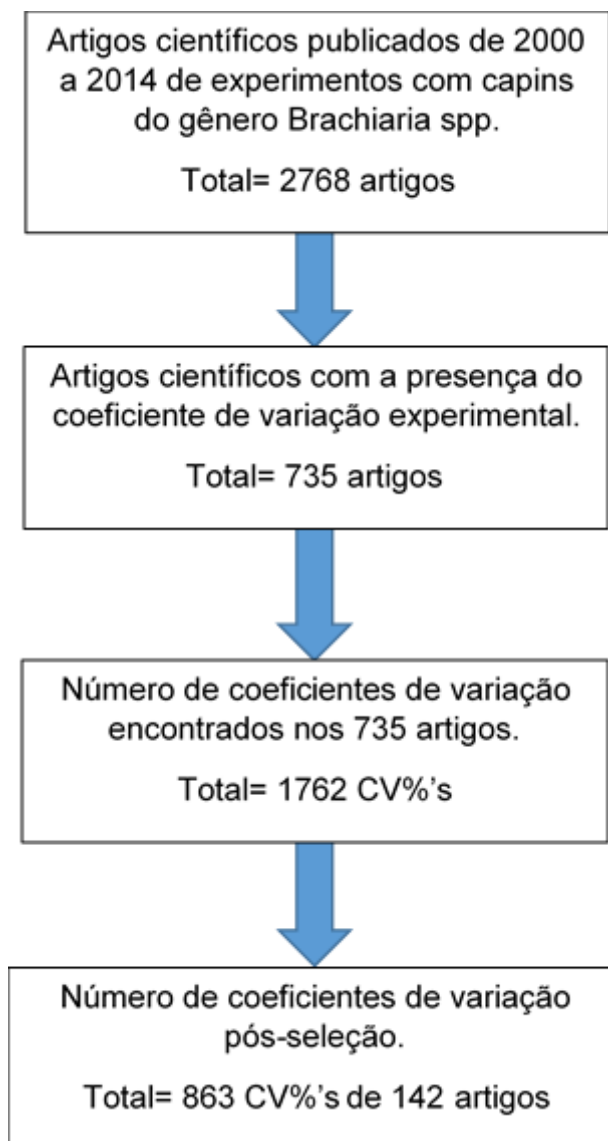 Artigos científicos publicados de 2000
a 2014 de experimentos com capins
do gênero Brachiaria spp.
Total= 2768 artigos
Artigos científicos com a presença do
coeficiente de variação experimental.
Total= 735 artigos
Número de coeficientes de variação
encontrados nos 735 artigos.
Total= 1762 CV%’s
Número de coeficientes de variação
pós-seleção.
Total= 863 CV%’s de 142 artigos